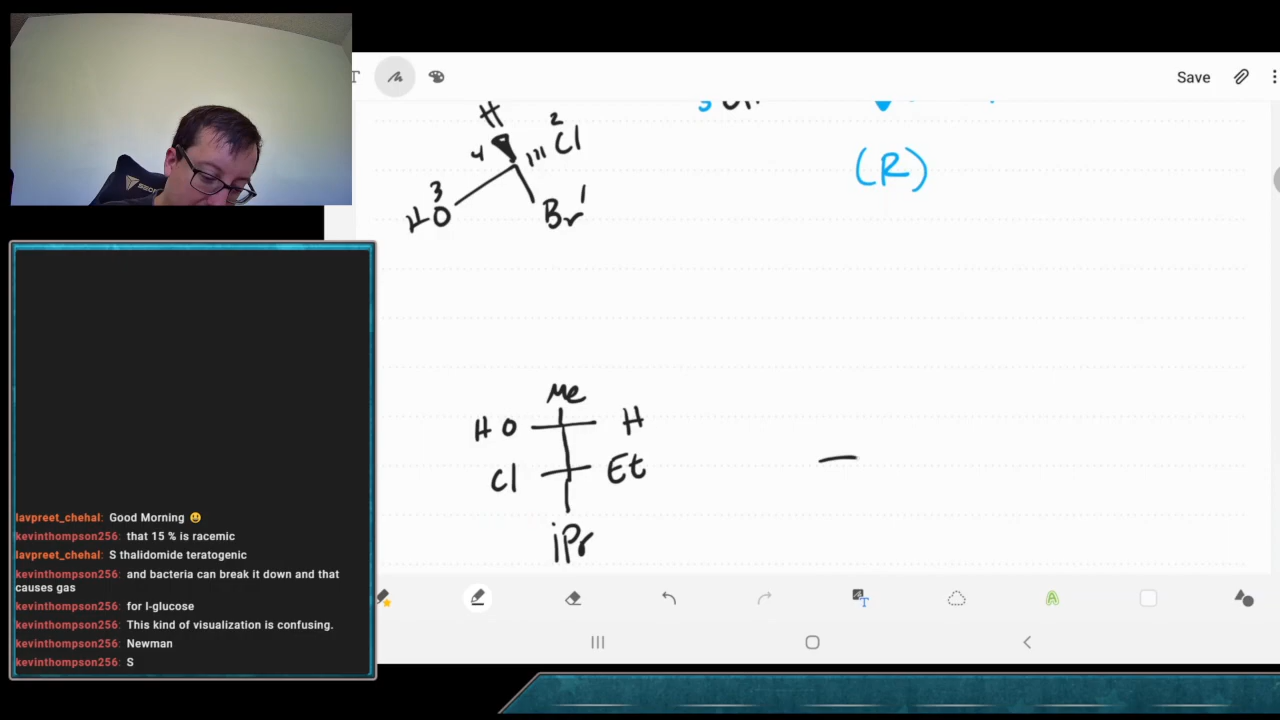 Save
3
H
2
4
Cl
3
HO
Br
1
(R)
Me
HO
H
Cl
Et
iPr
lavpreet_chehal: Good Morning 😃
kevinthompson256: that 15 % is racemic
lavpreet_chehal: S thalidomide teratogenic
kevinthompson256: and bacteria can break it down and that
causes gas
kevinthompson256: for l-glucose
kevinthompson256: This kind of visualization is confusing.
kevinthompson256: Newman
kevinthompson256: S